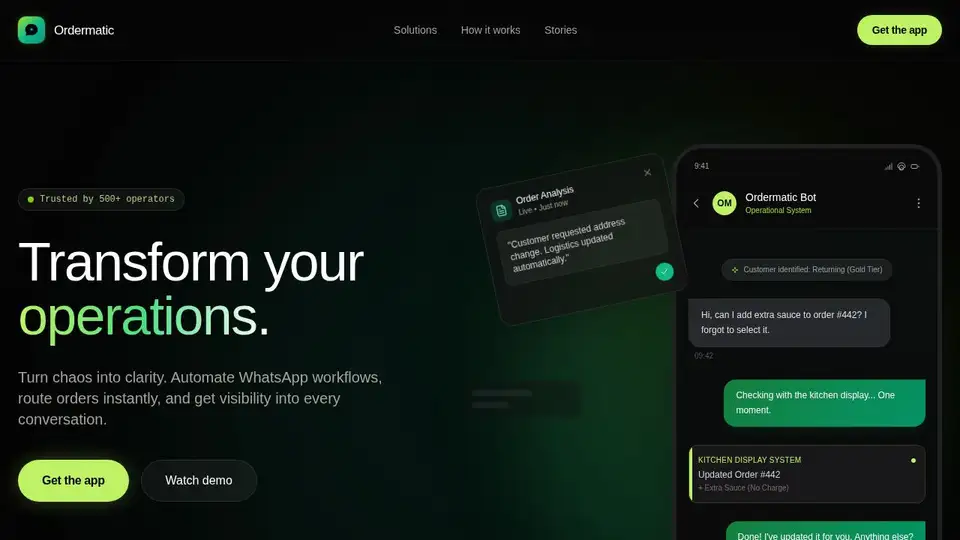 Ordermatic
Solutions
How it works
Stories
Get the app
Trusted by 500+ operators
Transform your
operations.
Turn chaos into clarity. Automate WhatsApp workflows,
route orders instantly, and get visibility into every
conversation.
Get the app
Watch demo
Order Analysis
Live • Just now
"Customer requested address
change. Logistics updated
automatically."
9:41
OM
Ordermatic Bot
Operational System
Customer identified: Returning (Gold Tier)
Hi, can I add extra sauce to order #442? I
forgot to select it.
09:42
Checking with the kitchen display... One
moment.
KITCHEN DISPLAY SYSTEM
Updated Order #442
+ Extra Sauce (No Charge)
Done! I've updated it for you. Anything else?